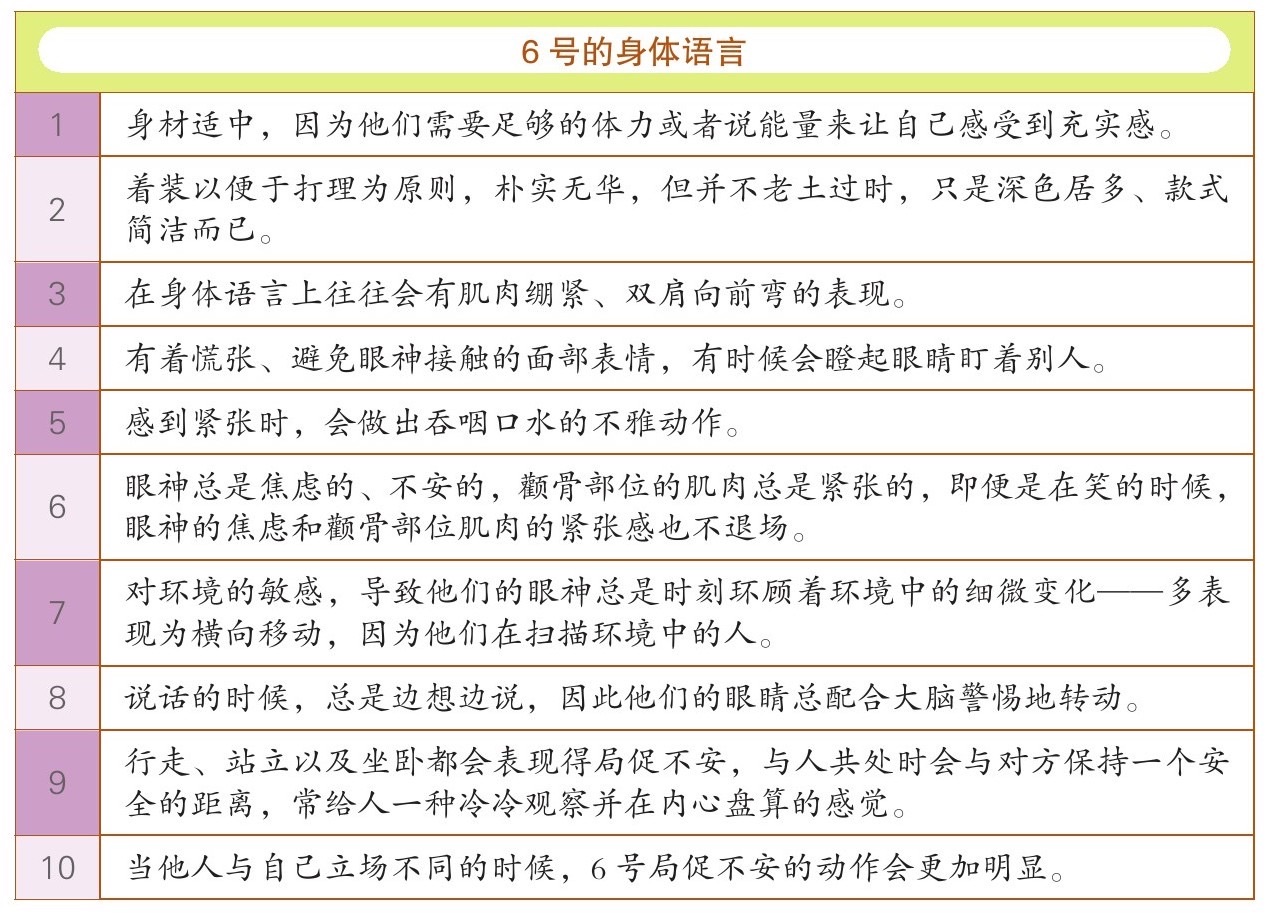 6 号的身体语言
1 身材适中，因为他们需要足够的体力或者说能量来让自己感受到充实感。
2 着装以便于打理为原则，朴实无华，但并不老土过时，只是深色居多、款式
简洁而已。
3 在身体语言上往往会有肌肉绷紧、双肩向前弯的表现。
4 有着慌张、避免眼神接触的面部表情，有时候会瞪起眼睛盯着别人。
5 感到紧张时，会做出吞咽口水的不雅动作。
6 眼神总是焦虑的、不安的，颧骨部位的肌肉总是紧张的，即便是在笑的时候，
眼神的焦虑和颧骨部位肌肉的紧张感也不退场。
7 对环境的敏感，导致他们的眼神总是时刻环顾着环境中的细微变化——多表
现为横向移动，因为他们在扫描环境中的人。
8 说话的时候，总是边想边说，因此他们的眼睛总配合大脑警惕地转动。
9 行走、站立以及坐卧都会表现得局促不安，与人共处时会与对方保持一个安
全的距离，常给人一种冷冷观察并在内心盘算的感觉。
10 当他人与自己立场不同的时候，6 号局促不安的动作会更加明显。